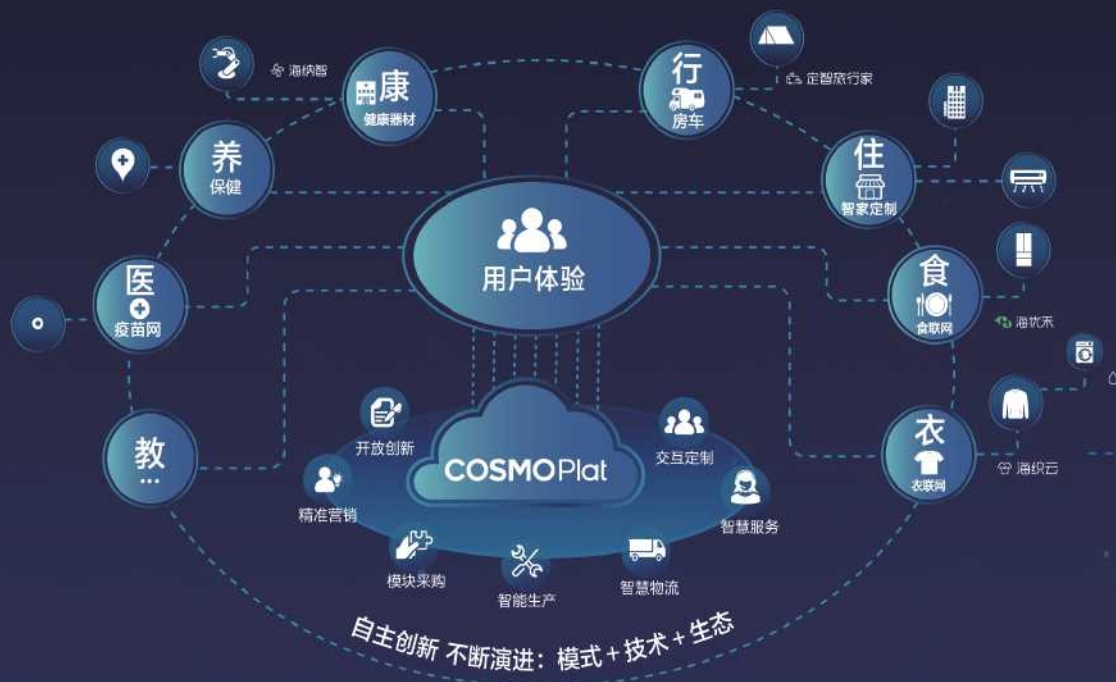 康
健康器材
海纳智
行
房车
定智旅行家
养
保健
住
智家定制
用户体验
医
疫苗网
食
食联网
海优禾
教
...
衣
衣联网
海织云
COSMOPlat
开放创新
交互定制
精准营销
智慧服务
模块采购
智能生产
智慧物流
自主创新 不断演进：模式+技术+生态